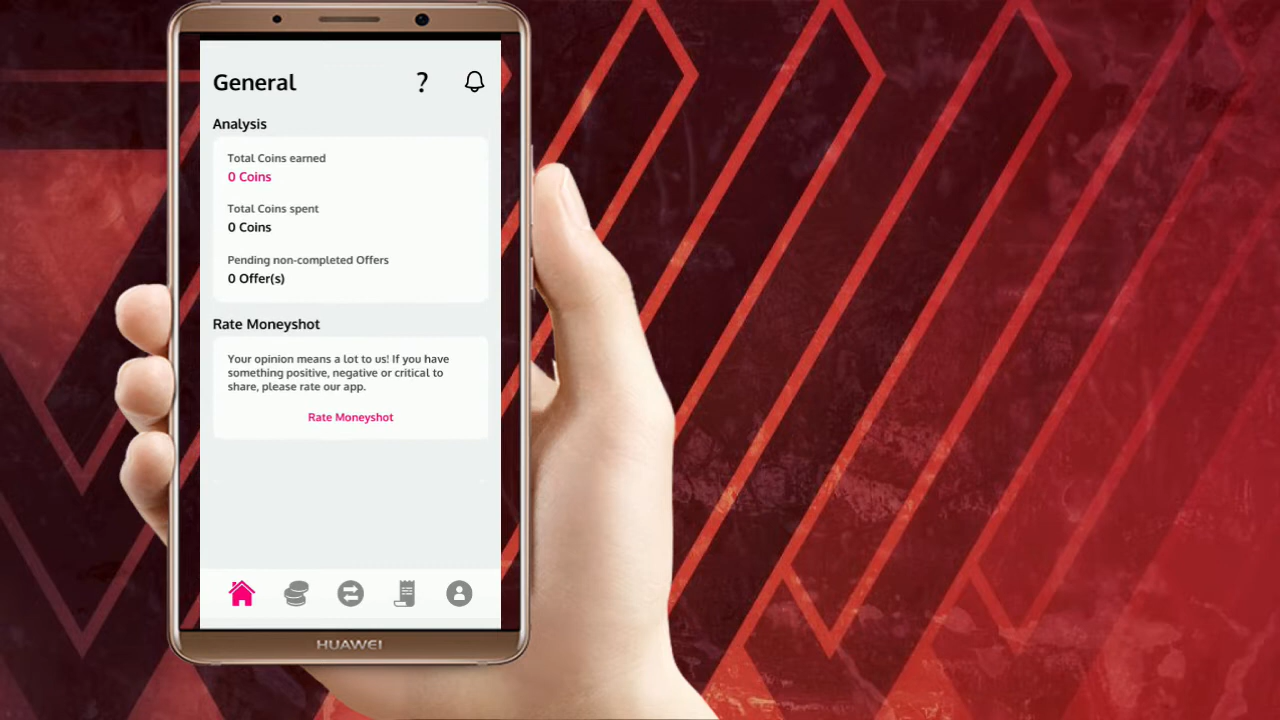 General ?
Analysis
Total Coins earned
0 Coins
Total Coins spent
0 Coins
Pending non-completed Offers
0 Offer(s)
Rate Moneyshot
Your opinion means a lot to us! If you have
something positive, negative or critical to
share, please rate our app.
Rate Moneyshot
HUAWEI